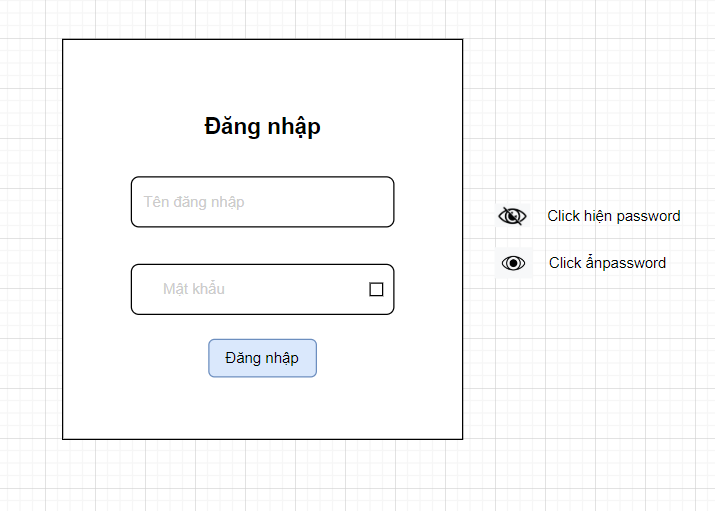 Đăng nhập
Tên đăng nhập
Mật khẩu
Đăng nhập
Click hiện password
Click ẩnpassword